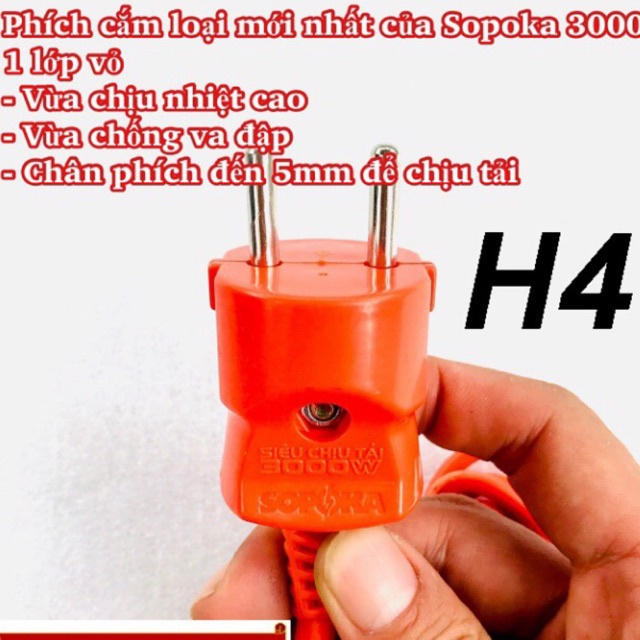 Phích cắm loại mới nhất của Sopoka 3000
1 lớp vỏ
- Vừa chịu nhiệt cao
- Vừa chống va đập
- Chân phích đến 5mm để chịu tải
H4
SIÊU CHỊU TẢI
3000W
SOPOKA